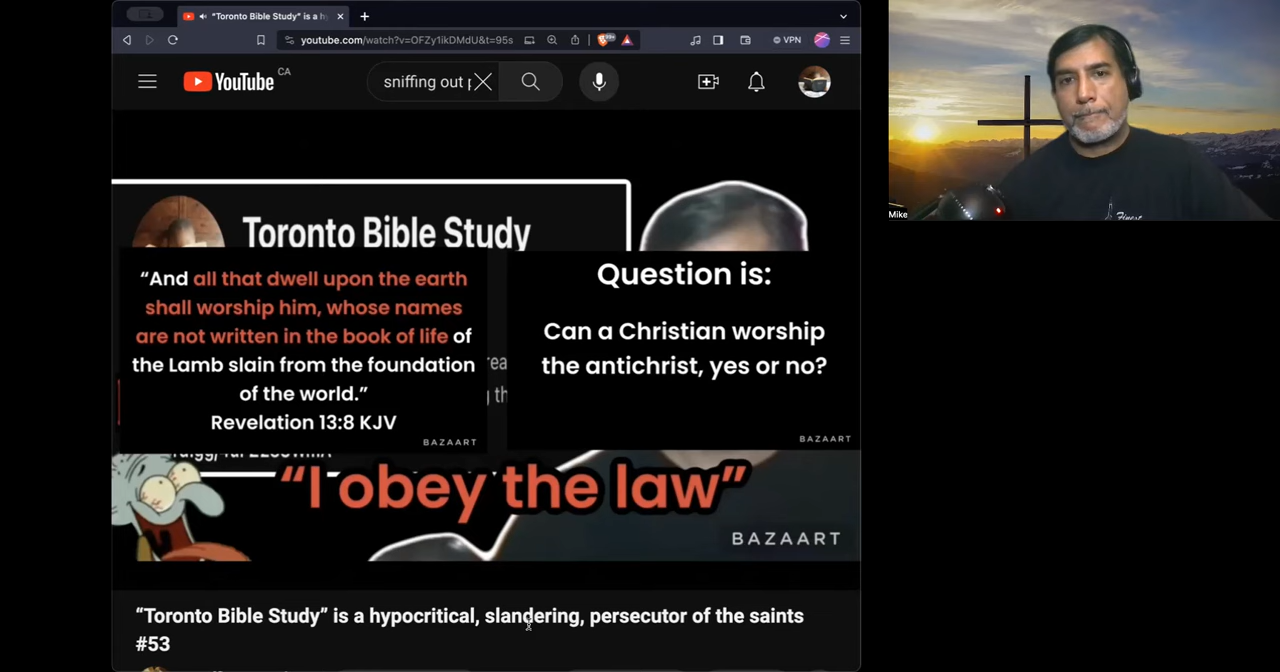 "Toronto Bible Study" is a h
youtube.com/watch?v=OFZy1ikDMdU&t=95s
99+
VPN
YouTube CA
sniffing out
Toronto Bible Study
"And all that dwell upon the earth
shall worship him, whose names
are not written in the book of life of
the Lamb slain from the foundation
of the world."
Revelation 13:8 KJV
BAZAART
Question is:
Can a Christian worship
the antichrist, yes or no?
BAZAART
"I obey the law"
BAZAART
"Toronto Bible Study" is a hypocritical, slandering, persecutor of the saints
#53
Mike
Finest